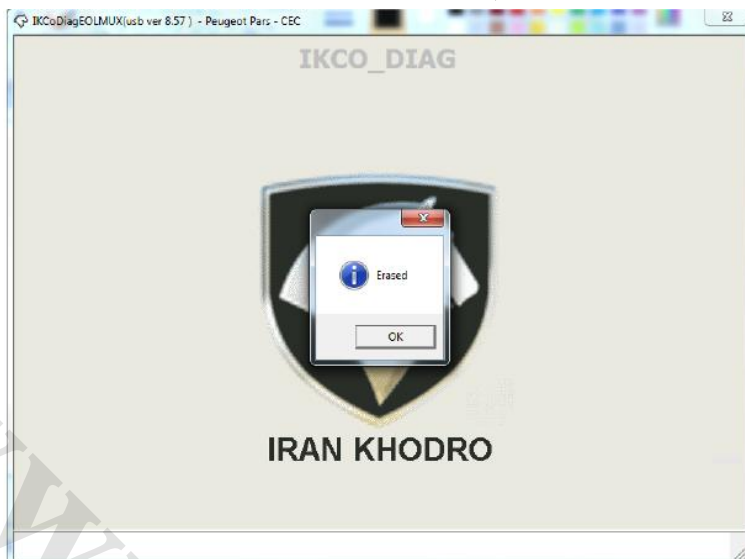 IKCoDiagEOLMUX(usb ver 8.57 ) - Peugeot Pars - CEC
IKCO_DIAG
Erased
OK
IRAN KHODRO